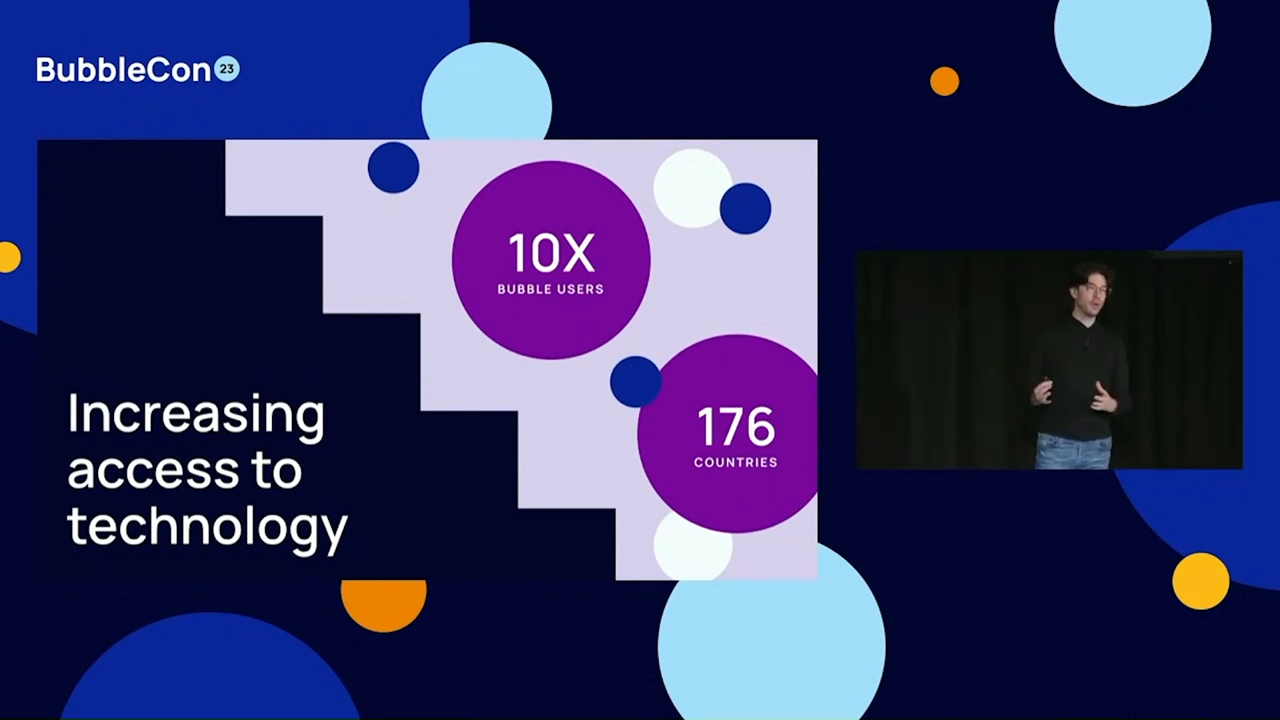 BubbleCon 23
10X
BUBBLE USERS
176
COUNTRIES
Increasing
access to
technology